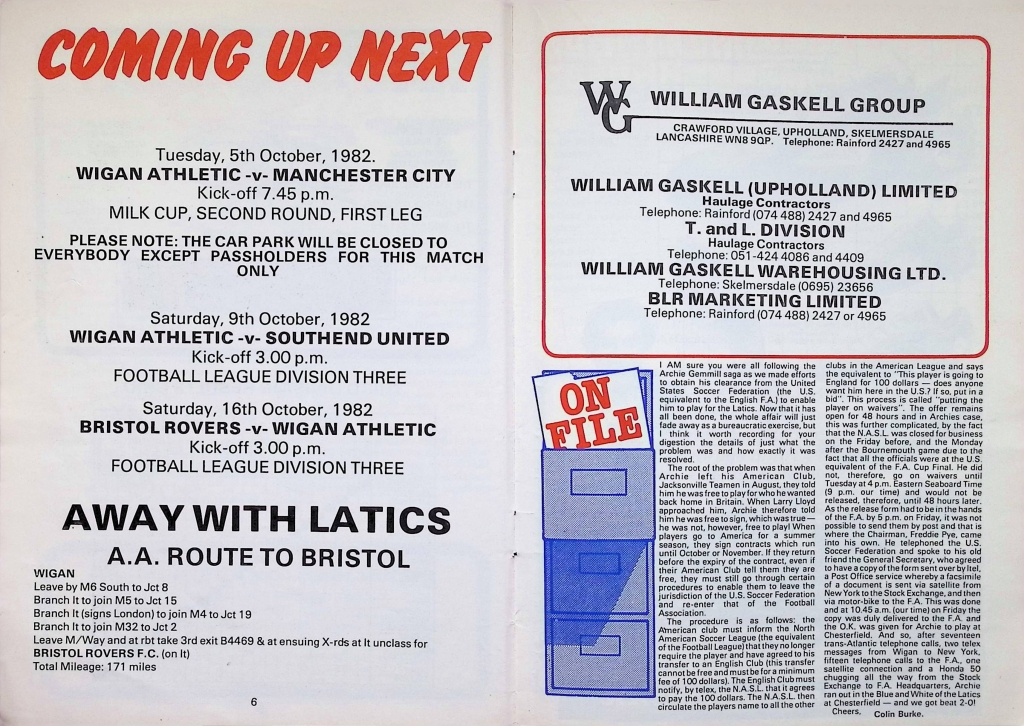 COMING UP NEXT
Tuesday, 5th October, 1982.
WIGAN ATHLETIC -v- MANCHESTER CITY
Kick-off 7.45 p.m.
MILK CUP, SECOND ROUND, FIRST LEG
PLEASE NOTE: THE CAR PARK WILL BE CLOSED TO
EVERYBODY EXCEPT PASSHOLDERS FOR THIS MATCH
ONLY
Saturday, 9th October, 1982
WIGAN ATHLETIC -v- SOUTHEND UNITED
Kick-off 3.00 p.m.
FOOTBALL LEAGUE DIVISION THREE
Saturday, 16th October, 1982
BRISTOL ROVERS -v- WIGAN ATHLETIC
Kick-off 3.00 p.m.
FOOTBALL LEAGUE DIVISION THREE
AWAY WITH LATICS
A.A. ROUTE TO BRISTOL
WIGAN
Leave by M6 South to Jct 8
Branch lt to join M5 to Jct 15
Branch lt (signs London) to join M4 to Jct 19
Branch lt to join M32 to Jct 2
Leave M/Way and at rbt take 3rd exit B4469 & at ensuing X-rds at lt unclass for
BRISTOL ROVERS F.C. (on lt)
Total Mileage: 171 miles
6
WG
WILLIAM GASKELL GROUP
CRAWFORD VILLAGE, UPHOLLAND, SKELMERSDALE
LANCASHIRE WN8 9QP. Telephone: Rainford 2427 and 4965
WILLIAM GASKELL (UPHOLLAND) LIMITED
Haulage Contractors
Telephone: Rainford (074 488) 2427 and 4965
T. and L. DIVISION
Haulage Contractors
Telephone: 051-424 4086 and 4409
WILLIAM GASKELL WAREHOUSING LTD.
Telephone: Skelmersdale (0695) 23656
BLR MARKETING LIMITED
Telephone: Rainford (074 488) 2427 or 4965
ON
FILE
I AM sure you were all following the
Archie Gemmill saga as we made efforts
to obtain his clearance from the United
States Soccer Federation (the U.S.
equivalent to the English F.A.) to enable
him to play for the Latics. Now that it has
all been done, the whole affair will just
fade away as a bureaucratic exercise, but
I think it worth recording for your
digestion the details of just what the
problem was and how exactly it was
resolved.
The root of the problem was that when
Archie left his American Club,
Jacksonville Teamen in August, they told
him he was free to play for who he wanted
back home in Britain. When Larry Lloyd
approached him, Archie therefore told
him he was free to sign, which was true —
he was not, however, free to play! When
players go to America for a summer
season, they sign contracts which run
until October or November. If they return
before the expiry of the contract, even if
their American Club tell them they are
free, they must still go through certain
procedures to enable them to leave the
jurisdiction of the U.S. Soccer Federation
and re-enter that of the Football
Association.
The procedure is as follows: the
American club must inform the North
American Soccer League (the equivalent
of the Football League) that they no longer
require the player and have agreed to his
transfer to an English Club (this transfer
cannot be free and must be for a minimum
fee of 100 dollars). The English Club must
notify, by telex, the N.A.S.L. that it agrees
to pay the 100 dollars. The N.A.S.L. then
circulate the players name to all the other
clubs in the American League and says
the equivalent to "This player is going to
England for 100 dollars — does anyone
want him here in the U.S.? If so, put in a
bid". This process is called "putting the
player on waivers". The offer remains
open for 48 hours and in Archies case,
this was further complicated, by the fact
that the N.A.S.L. was closed for business
on the Friday before, and the Monday
after the Bournemouth game due to the
fact that all the officials were at the U.S.
equivalent of the F.A. Cup Final. He did
not, therefore, go on waivers until
Tuesday at 4 p.m. Eastern Seaboard Time
(9 p.m. our time) and would not be
released, therefore, until 48 hours later.
As the release form had to be in the hands
of the F.A. by 5 p.m. on Friday, it was not
possible to send them by post and that is
where the Chairman, Freddie Pye, came
into his own. He telephoned the U.S.
Soccer Federation and spoke to his old
friend the General Secretary, who agreed
to have a copy of the form sent over by Itel,
a Post Office service whereby a facsimile
of a document is sent via satellite from
New York to the Stock Exchange, and then
via motor-bike to the F.A. This was done
and at 10.45 a.m. (our time) on Friday the
copy was duly delivered to the F.A. and
the O.K. was given for Archie to play at
Chesterfield. And so, after seventeen
trans-Atlantic telephone calls, two telex
messages from Wigan to New York,
fifteen telephone calls to the F.A., one
satellite connection and a Honda 50
chugging all the way from the Stock
Exchange to F.A. Headquarters, Archie
ran out in the Blue and White of the Latics
at Chesterfield — and we got beat 2-0!
Cheers, Colin Burke.